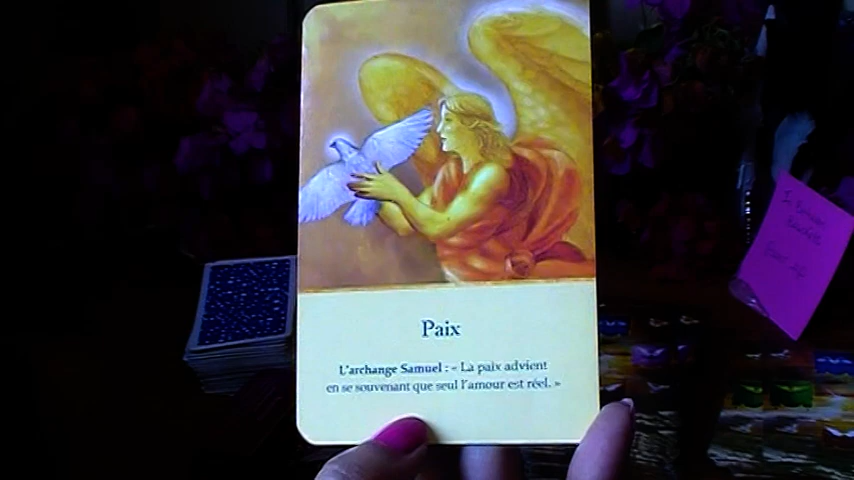 Paix
L'archange Samuel : « La paix advient
en se souvenant que seul l'amour est réel. »